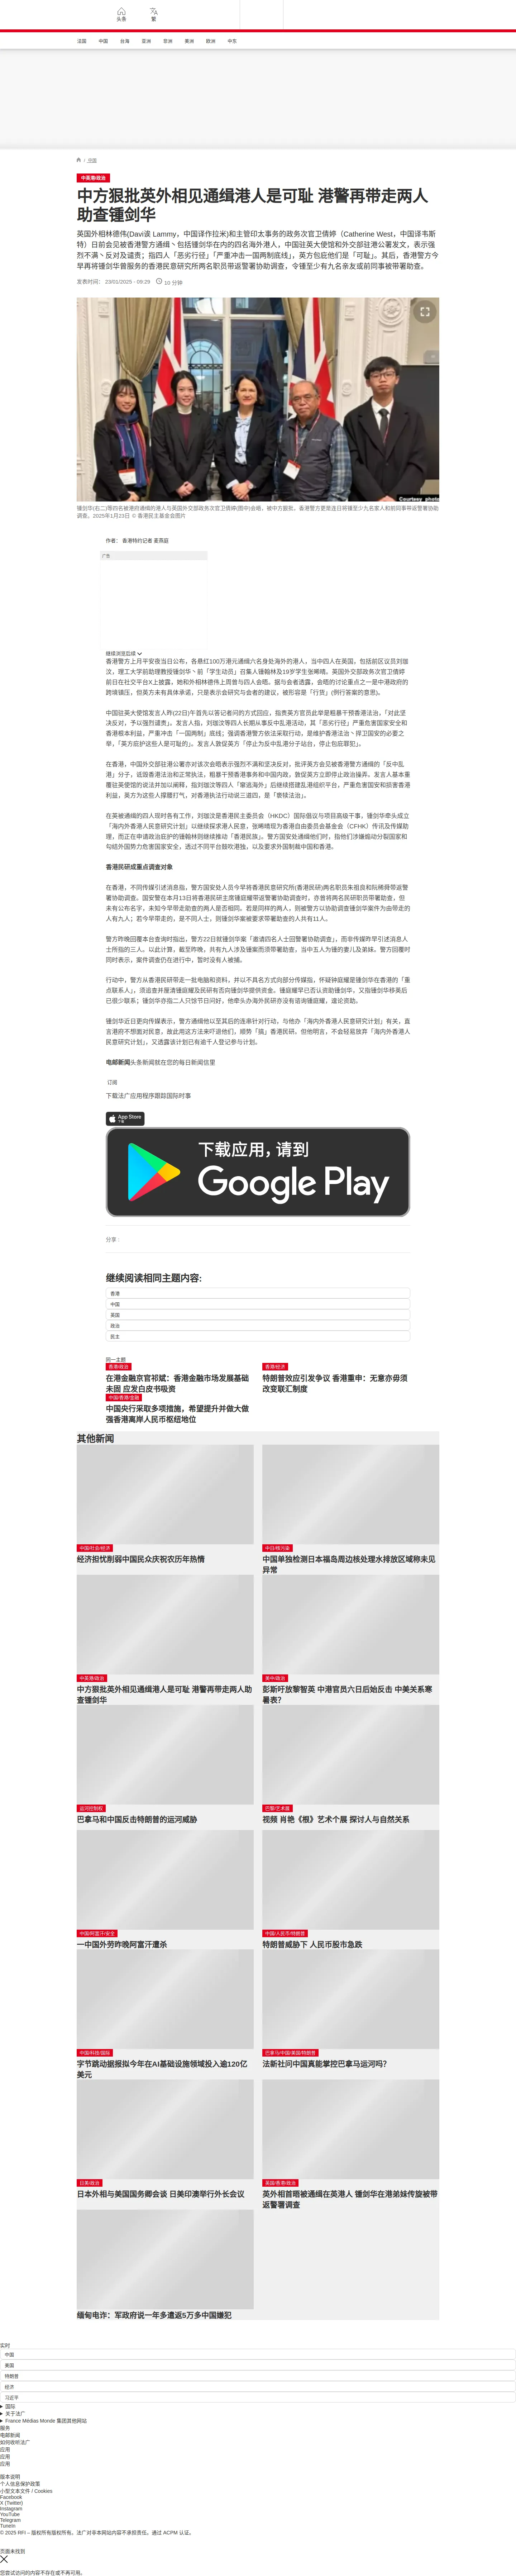 头条
繁
法国
中国
台海
亚洲
非洲
美洲
欧洲
中东
/ 书报
中英港/政治
中方狠批英外相见通缉港人是可耻 港警再带走两人
助查锺剑华
英国外相林德伟(Davi诶 Lammy，中国译作拉米)和主管印太事务的政务次官卫倩婷（Catherine West，中国译韦斯
特）日前会见被香港警方通缉丶包括锺剑华在内的四名海外港人，中国驻英大使馆和外交部驻港公署发文，表示强
烈不满丶反对及谴责；指四人「恶劣行径」「严重冲击一国两制底线」，英方包庇他们是「可耻」。其后，香港警方今
早再将锺剑华曾服务的香港民意研究所两名职员带返警署协助调查，令锺至少有九名亲友或前同事被带署助查。
发表时间： 23/01/2025 - 09:29
10 分钟
Courtesy photo
锺剑华(右二)等四名被港府通缉的港人与英国外交部政务次官卫倩婷(图中)会晤，被中方狠批。香港警方更是连日将锺至少九名家人和前同事带返警署协助
调查。2025年1月23日 © 香港民主基金会图片
作者： 香港特约记者 麦燕庭
广告
继续浏览后续
香港警方上月平安夜当日公布，各悬红100万港元通缉六名身处海外的港人，当中四人在英国，包括前区议员刘珈
汶，理工大学前助理教授锺剑华丶前「学生动员」召集人锺翰林及19岁学生张晞晴。英国外交部政务次官卫倩婷
前日在社交平台X上披露，她和外相林德伟上周曾与四人会晤。据与会者透露，会晤的讨论重点之一是中港政府的
跨境镇压，但英方未有具体承诺，只是表示会研究与会者的建议，被形容是「行货」(例行答案的意思)。
中国驻英大使馆发言人昨(22日)午首先以答记者问的方式回应，指责英方官员此举是粗暴干预香港法治，「对此坚
决反对，予以强烈谴责」。发言人指，刘珈汶等四人长期从事反中乱港活动，其「恶劣行径」严重危害国家安全和
香港根本利益，严重冲击「一国两制」底线；强调香港警方依法采取行动，是维护香港法治丶捍卫国安的必要之
举，「英方庇护这些人是可耻的」。发言人敦促英方「停止为反中乱港分子站台，停止包庇罪犯」。
在香港，中国外交部驻港公署亦对该次会晤表示强烈不满和坚决反对，批评英方会见被香港警方通缉的「反中乱
港」分子，诋毁香港法治和正常执法，粗暴干预香港事务和中国内政，敦促英方立即停止政治操弄。发言人基本重
覆驻英使馆的说法并加以阐释，指刘珈汶等四人「窜逃海外」后继续搭建乱港组织平台，严重危害国安和损害香港
利益，英方为这些人撑腰打气，对香港执法行动说三道四，是「亵犊法治」。
在英被通缉的四人现时各有工作，刘珈汶是香港民主委员会（HKDC）国际倡议与项目高级干事，锺剑华牵头成立
「海内外香港人民意研究计划」以继续探求港人民意，张晞晴现为香港自由委员会基金会（CFHK）传讯及传媒助
理，而正在申请政治庇护的锺翰林则继续推动「香港民族」。警方国安处通缉他们时，指他们涉嫌煽动分裂国家和
勾结外国势力危害国家安全，透过不同平台鼓吹港独，以及要求外国制裁中国和香港。
香港民研成重点调查对象
在香港，不同传媒引述消息指，警方国安处人员今早将香港民意研究所(香港民研)两名职员朱祖良和阮稀舜带返警
署协助调查。国安警在本月13日将香港民研主席锺庭耀带返警署协助调查时，亦曾将两名民研职员带署助查，但
未有公布名字，未知今早带走助查的两人是否相同。若是同样的两人，则被警方以协助调查锺剑华案件为由带走的
人有九人；若今早带走的，是不同人士，则锺剑华案被要求带署助查的人共有11人。
警方昨晚回覆本台查询时指出，警方22日就锺剑华案「邀请四名人士回警署协助调查」，而非传媒昨早引述消息人
士所指的三人。以此计算，截至昨晚，共有九人涉及锺案而须带署助查，当中五人为锺的妻儿及弟妹。警方回覆时
同时表示，案件调查仍在进行中，暂时没有人被捕。
行动中，警方从香港民研带走一批电脑和资料，并以不具名方式向部分传媒指，怀疑钟庭耀是锺剑华在香港的「重
点联系人」，须追查并厘清锺庭耀及民研有否向锺剑华提供资金。锺庭耀早已否认资助锺剑华，又指锺剑华移英后
已很少联系；锺剑华亦指二人只馀节日问好，他牵头办海外民研亦没有谘询锺庭耀，遑论资助。
锺剑华近日更向传媒表示，警方通缉他以至其后的连串针对行动，与他办「海内外香港人民意研究计划」有关，直
言港府不想面对民意，故此用这方法来吓退他们，顺势「搞」香港民研。但他明言，不会轻易放弃「海内外香港人
民意研究计划」，又透露该计划已有逾千人登记参与计划。
电邮新闻头条新闻就在您的每日新闻信里
订阅
下载法广应用程序跟踪国际时事
App Store
下载
下载应用，请到
Google Play
分享 :
继续阅读相同主题内容:
香港
中国
英国
政治
民主
同一主题
香港/政治
在港金融京官祁斌：香港金融市场发展基础
未固 应发白皮书吸资
香港/经济
特朗普效应引发争议 香港重申：无意亦毋须
改变联汇制度
中国/香港/金融
中国央行采取多项措施，希望提升并做大做
强香港离岸人民币枢纽地位
其他新闻
中国/社会/经济
经济担忧削弱中国民众庆祝农历年热情
中日/核污染
中国单独检测日本福岛周边核处理水排放区域称未见
异常
中英港/政治
中方狠批英外相见通缉港人是可耻 港警再带走两人助
查锺剑华
美中/政治
彭斯吁放黎智英 中港官员六日后始反击 中美关系寒
暑表?
运河控制权
巴拿马和中国反击特朗普的运河威胁
巴黎/艺术展
视频 肖艳《根》艺术个展 探讨人与自然关系
中国/阿富汗/安全
一中国外劳昨晚阿富汗遭杀
中国/人民币/特朗普
特朗普威胁下 人民币股市急跌
中国/科技/国际
字节跳动据报拟今年在AI基础设施领域投入逾120亿
美元
巴拿马/中国/美国/特朗普
法新社问中国真能掌控巴拿马运河吗?
日美/政治
日本外相与美国国务卿会谈 日美印澳举行外长会议
英国/香港/政治
英外相首晤被通缉在英港人 锺剑华在港弟妹传旋被带
返警署调查
缅甸电诈：军政府说一年多遣返5万多中国嫌犯
实时
中国
美国
特朗普
经济
习近平
国际
关于法广
France Médias Monde 集团其他网站
服务
电邮新闻
如何收听法广
应用
应用
应用
版本说明
个人信息保护政策
小型文本文件 / Cookies
Facebook
X (Twitter)
Instagram
YouTube
Telegram
TuneIn
© 2025 RFI – 版权所有版权所有。法广对非本网站内容不承担责任。通过 ACPM 认证。
页面未找到
您尝试访问的内容不存在或不再可用。